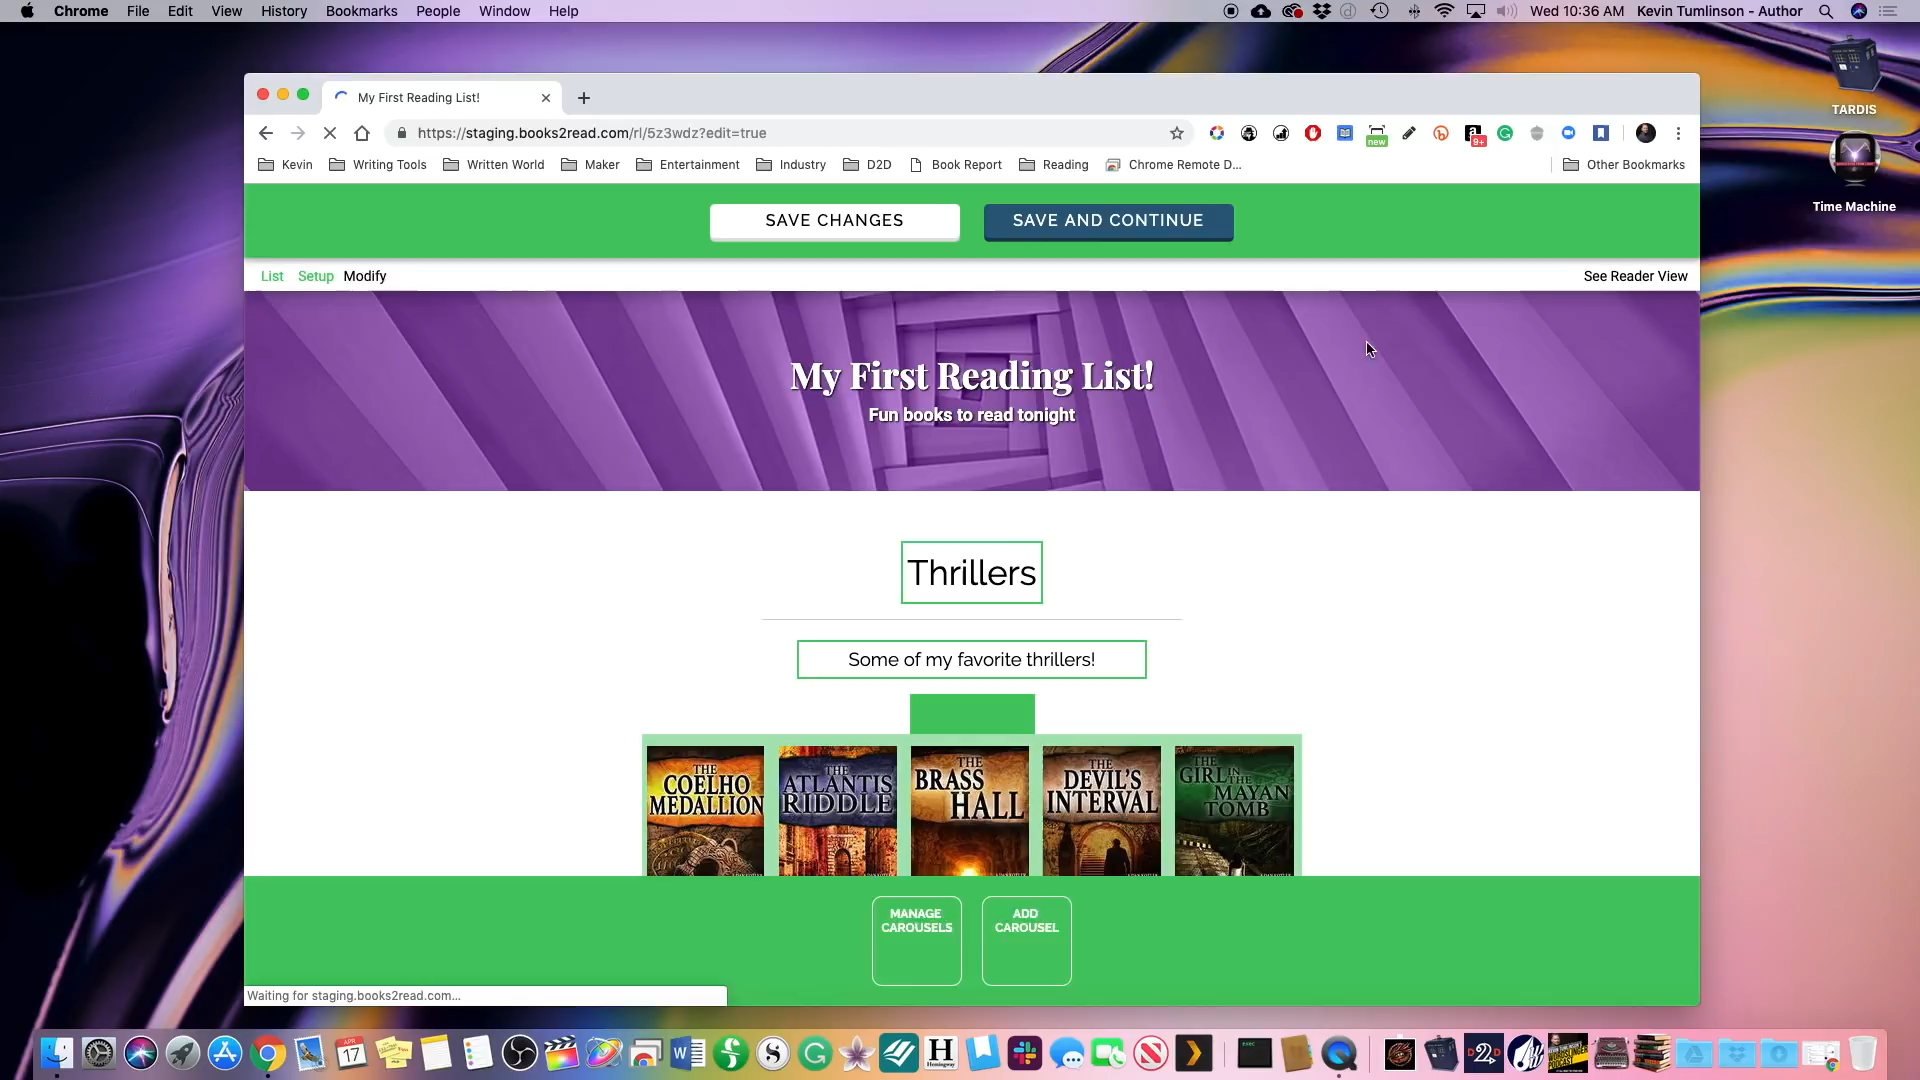 Chrome File Edit View History Bookmarks People Window Help
Wed 10:36 AM Kevin Tumlinson - Author
TARDIS
Time Machine
My First Reading List!
https://staging.books2read.com/rl/5z3wdz?edit=true
new
9+
Kevin Writing Tools Written World Maker Entertainment Industry D2D Book Report Reading Chrome Remote D... Other Bookmarks
SAVE CHANGES SAVE AND CONTINUE
List Setup Modify See Reader View
My First Reading List!
Fun books to read tonight
Thrillers
Some of my favorite thrillers!
THE COELHO MEDALLION
THE ATLANTIS RIDDLE
THE BRASS HALL
THE DEVIL'S INTERVAL
THE GIRL IN THE MAYAN TOMB
MANAGE CAROUSELS
ADD CAROUSEL
Waiting for staging.books2read.com...
APR
17
D2D